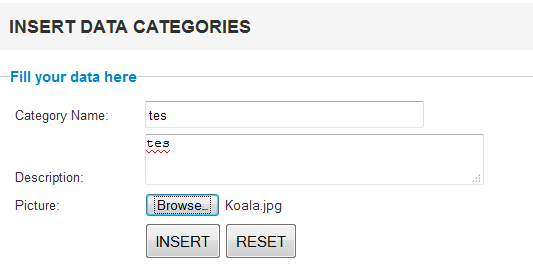 INSERT DATA CATEGORIES
Fill your data here
Category Name: tes
tes
Description:
Picture: Browse... Koala.jpg
INSERT RESET